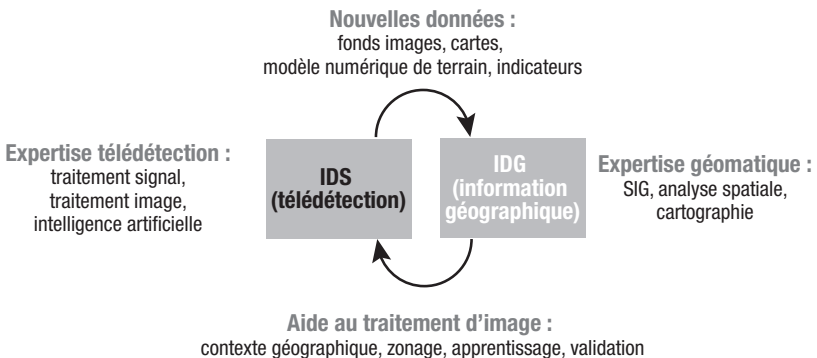 Nouvelles données :
fonds images, cartes,
modèle numérique de terrain, indicateurs
Expertise télédétection :
traitement signal,
traitement image,
intelligence artificielle
IDS
(télédétection)
IDG
(information
géographique)
Expertise géomatique :
SIG, analyse spatiale,
cartographie
Aide au traitement d’image :
contexte géographique, zonage, apprentissage, validation